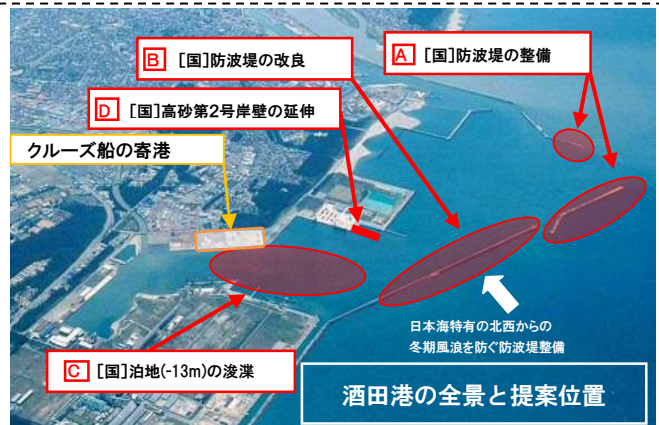 B [国]防波堤の改良
A [国]防波堤の整備
D [国]高砂第2号岸壁の延伸
クルーズ船の寄港
日本海特有の北西からの
冬期風浪を防ぐ防波堤整備
C [国]泊地(-13m)の浚渫
酒田港の全景と提案位置